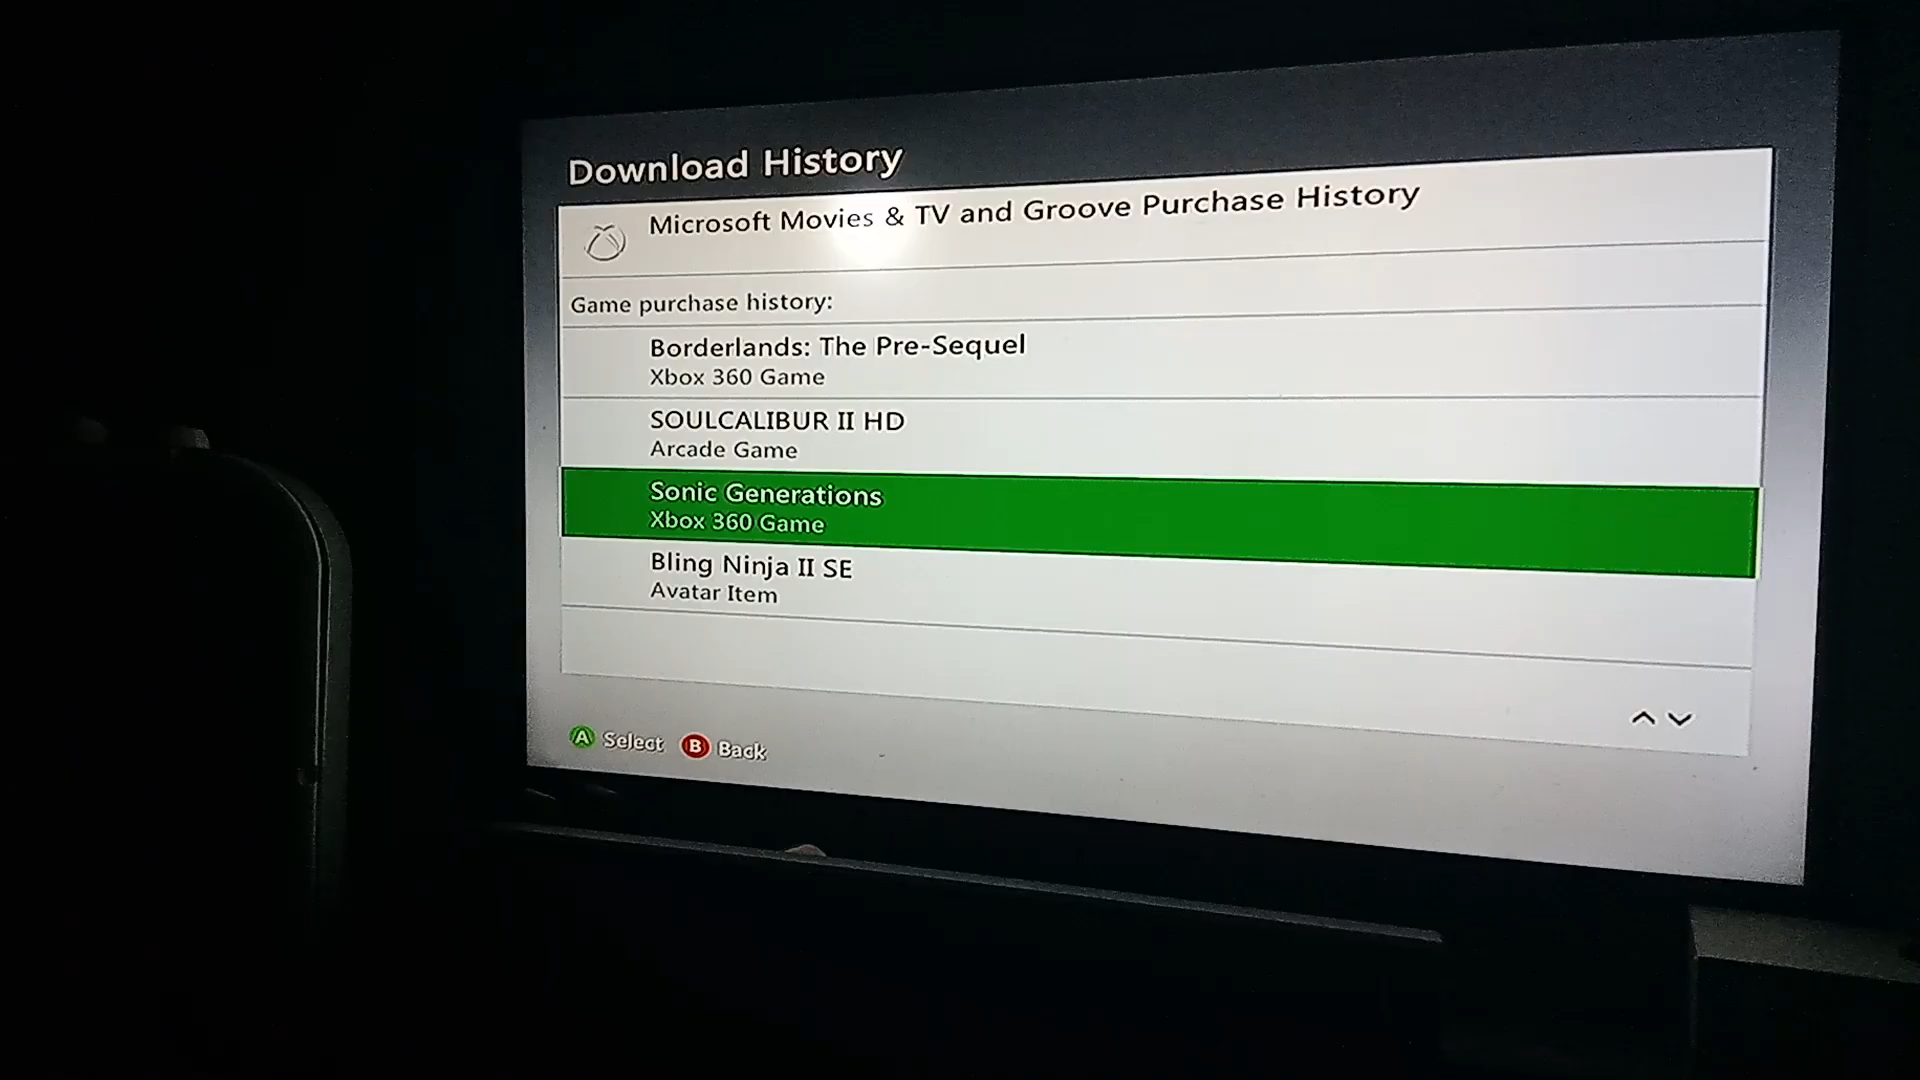 Download History
Microsoft Movies & TV and Groove Purchase History
Game purchase history:
Borderlands: The Pre-Sequel
Xbox 360 Game
SOULCALIBUR II HD
Arcade Game
Sonic Generations
Xbox 360 Game
Bling Ninja II SE
Avatar Item
A Select B Back